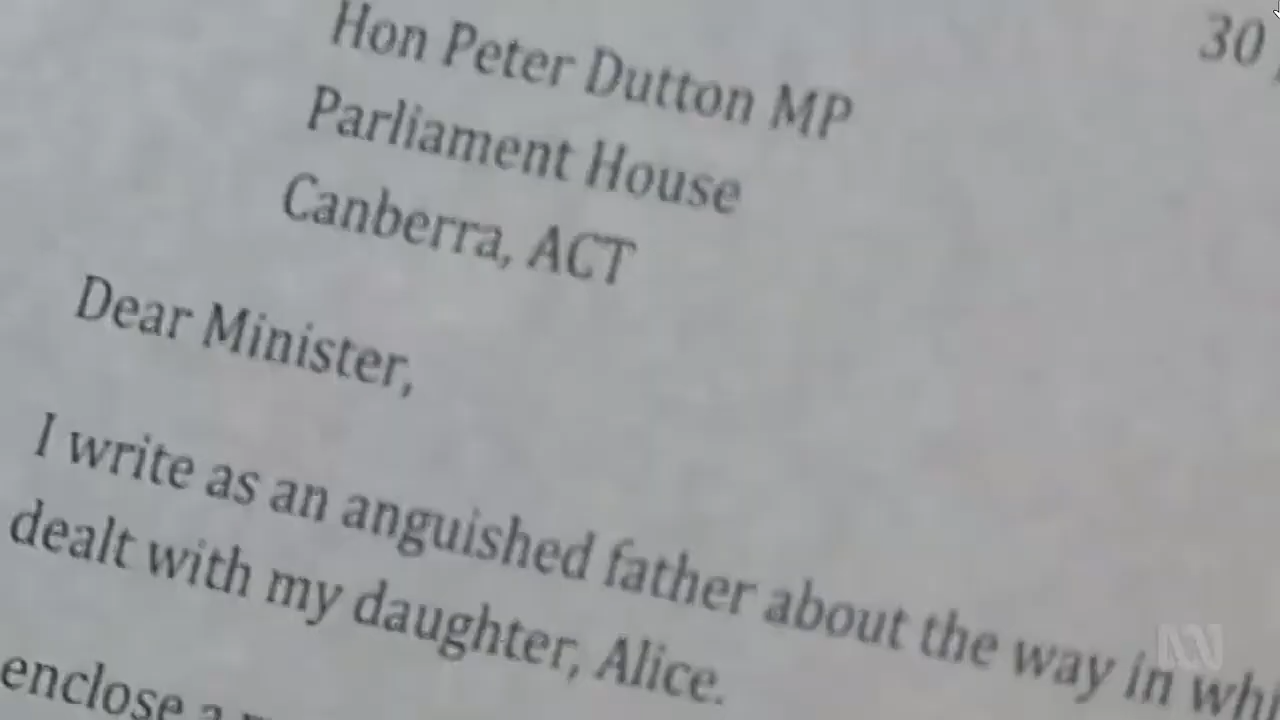 30
Hon Peter Dutton MP
Parliament House
Canberra, ACT
Dear Minister,
I write as an anguished father about the way in whi
dealt with my daughter, Alice.
enclose a